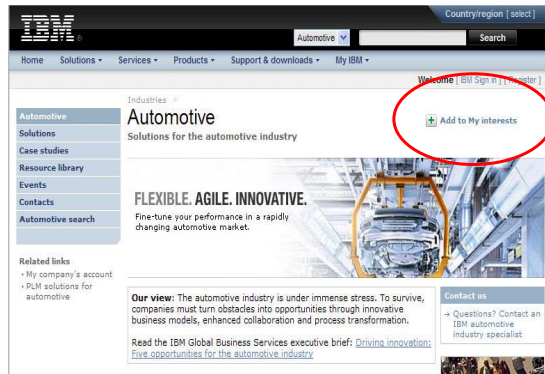 Country/region [ select ]
IBM®
Automotive
Search
Home Solutions Services Products Support & downloads My IBM
Welcome [ IBM Sign in ] [ Register ]
Industries >
Automotive
Solutions for the automotive industry
Add to My interests
Automotive
Solutions
Case studies
Resource library
Events
Contacts
Automotive search
Related links
· My company's account
· PLM solutions for
automotive
FLEXIBLE. AGILE. INNOVATIVE.
Fine-tune your performance in a rapidly
changing automotive market.
Our view: The automotive industry is under immense stress. To survive,
companies must turn obstacles into opportunities through innovative
business models, enhanced collaboration and process transformation.
Read the IBM Global Business Services executive brief: Driving innovation:
Five opportunities for the automotive industry
Contact us
→ Questions? Contact an
IBM automotive
industry specialist